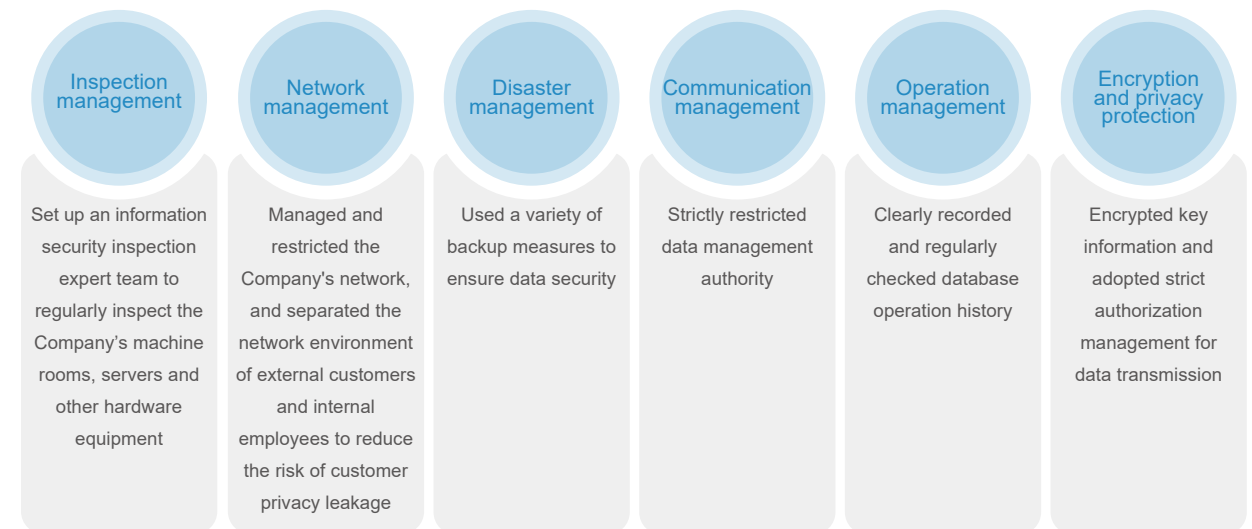 Inspection
management
Set up an information
security inspection
expert team to
regularly inspect the
Company’s machine
rooms, servers and
other hardware
equipment
Network
management
Managed and
restricted the
Company's network,
and separated the
network environment
of external customers
and internal
employees to reduce
the risk of customer
privacy leakage
Disaster
management
Used a variety of
backup measures to
ensure data security
Communication
management
Strictly restricted
data management
authority
Operation
management
Clearly recorded
and regularly
checked database
operation history
Encryption
and privacy
protection
Encrypted key
information and
adopted strict
authorization
management for
data transmission